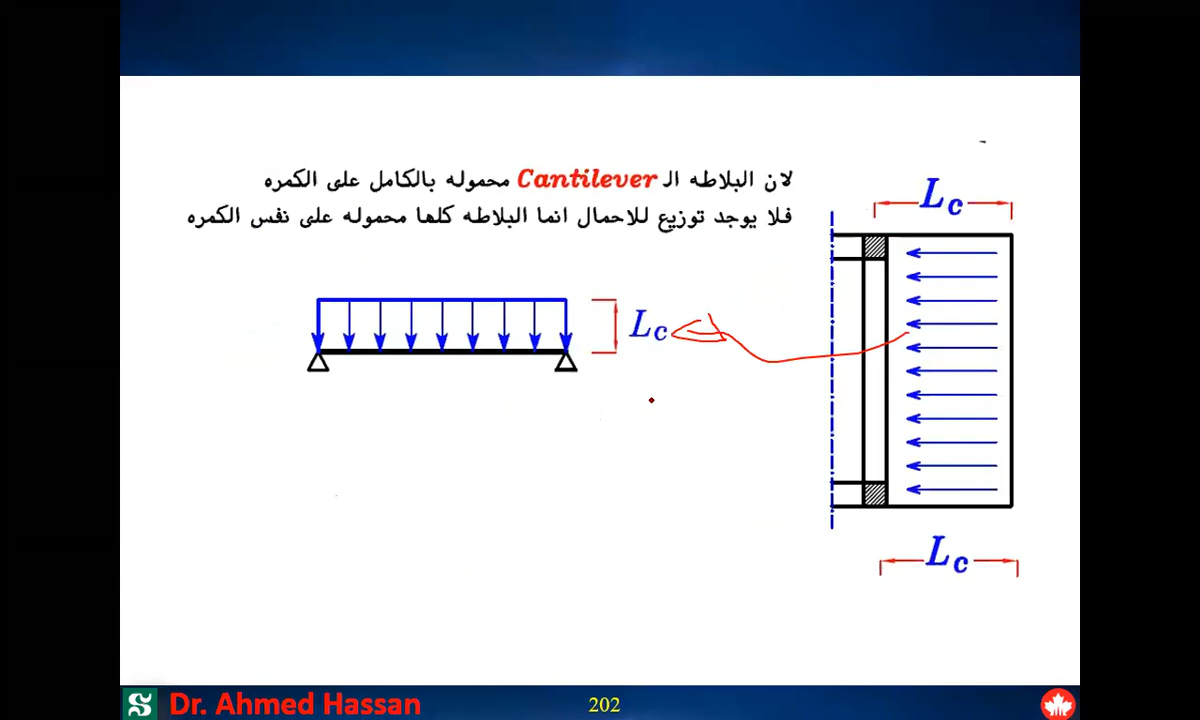 لان البلاطه ال Cantilever محموله بالكامل على الكمره
فلا يوجد توزيع للاحمال انما البلاطه كلها محموله على نفس الكمره
Lc
Lc
Lc
Dr. Ahmed Hassan
202